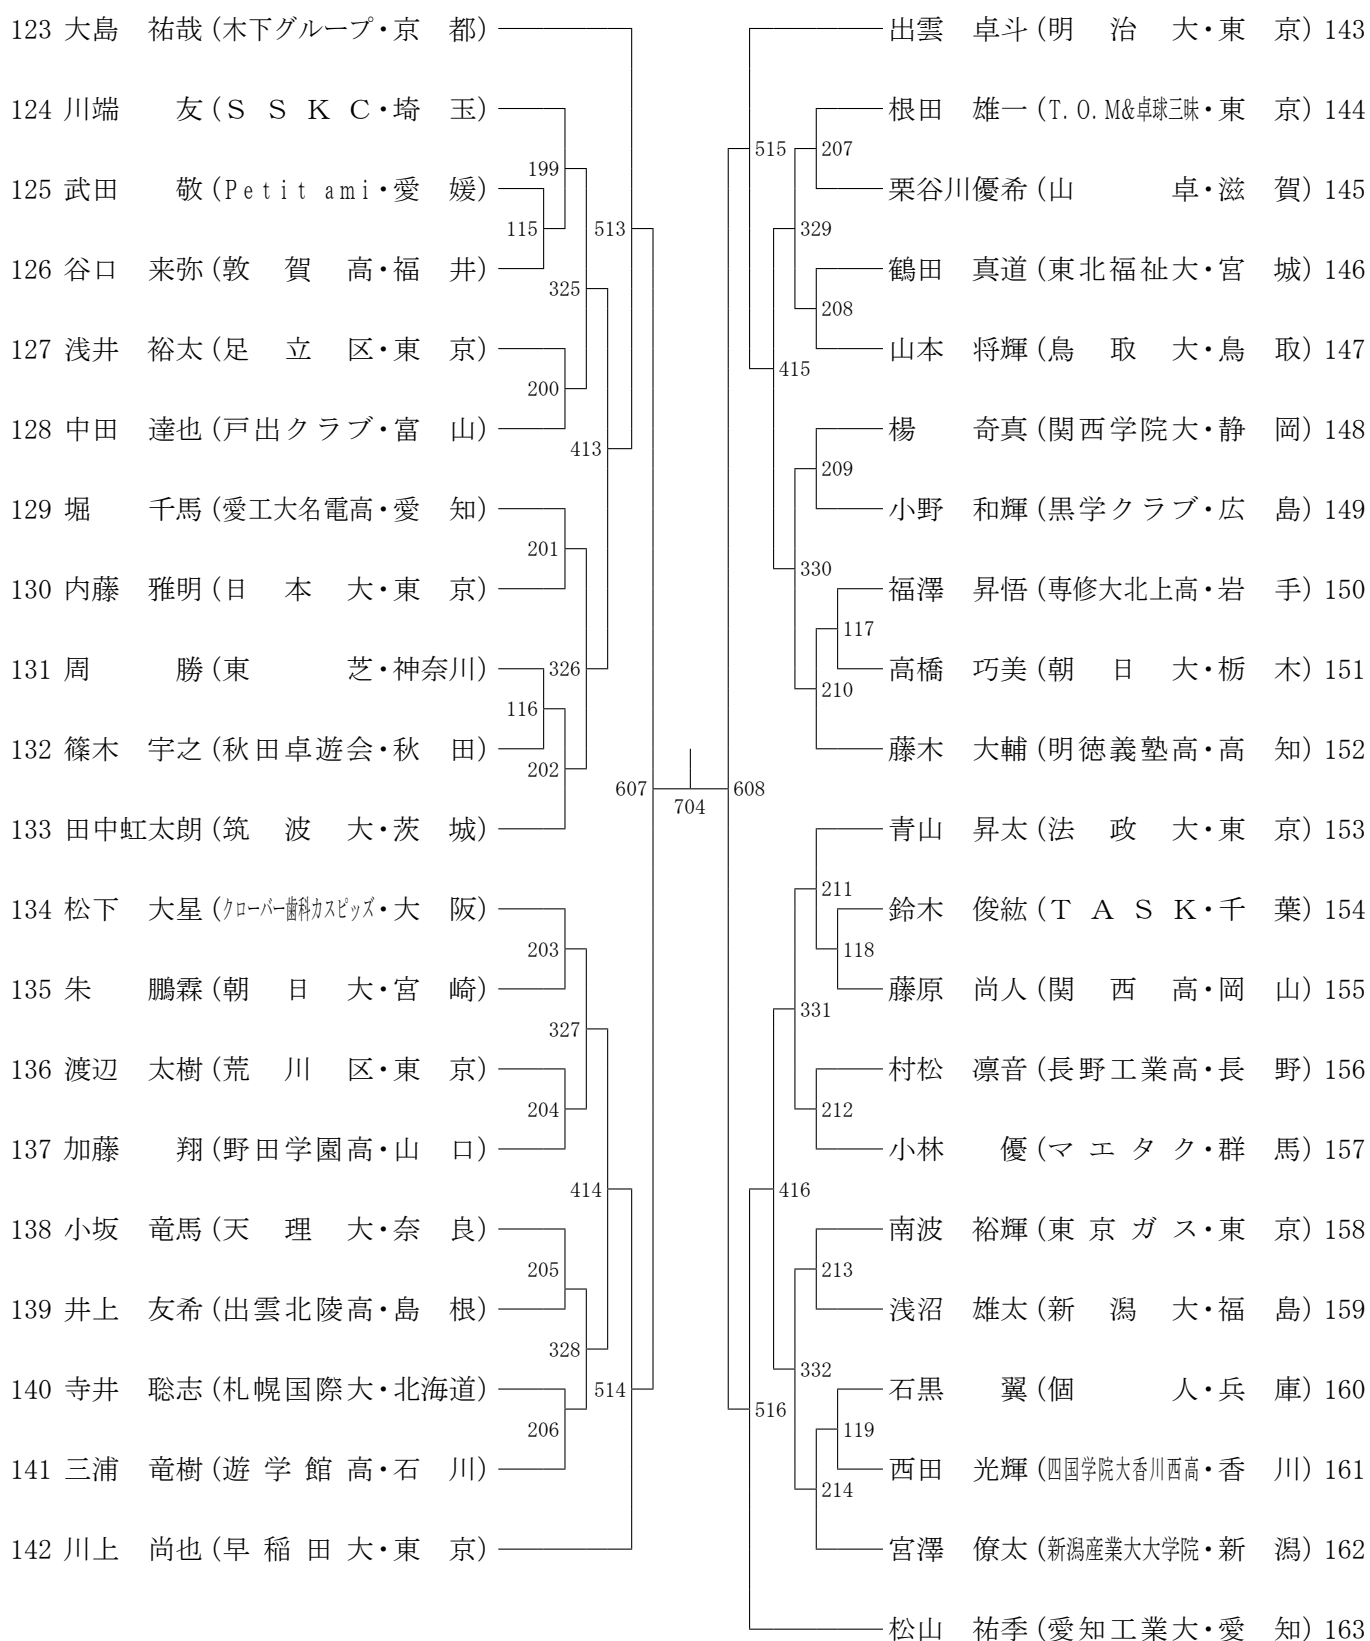 123 大島　祐哉（木下グループ・京　都）
124 川端　　友（ＳＳＫＣ・埼　玉）
199
125 武田　　敬（Petit ami・愛　媛）
115
513
126 谷口　来弥（敦　賀　高・福　井）
325
127 浅井　裕太（足　立　区・東　京）
200
128 中田　達也（戸出クラブ・富　山）
413
129 堀　　千馬（愛工大名電高・愛　知）
201
130 内藤　雅明（日　本　大・東　京）
131 周　　　勝（東　　　芝・神奈川）
326
116
132 篠木　宇之（秋田卓遊会・秋　田）
202
607
704
133 田中虹太朗（筑　波　大・茨　城）
134 松下　大星（クローバー歯科カスピッズ・大　阪）
203
135 朱　　鵬霖（朝　日　大・宮　崎）
327
136 渡辺　太樹（荒　川　区・東　京）
204
137 加藤　　翔（野田学園高・山　口）
414
138 小坂　竜馬（天　理　大・奈　良）
205
139 井上　友希（出雲北陵高・島　根）
328
140 寺井　聡志（札幌国際大・北海道）
514
206
141 三浦　竜樹（遊学館高・石　川）
142 川上　尚也（早稲田大・東　京）
出雲　卓斗（明　治　大・東　京）143
根田　雄一（T.O.M&卓球三昧・東　京）144
515
207
栗谷川優希（山　　　卓・滋　賀）145
329
鶴田　真道（東北福祉大・宮　城）146
208
山本　将輝（鳥　取　大・鳥　取）147
415
楊　　奇真（関西学院大・静　岡）148
209
小野　和輝（黒学クラブ・広　島）149
330
福澤　昇悟（専修大北上高・岩　手）150
117
高橋　巧美（朝　日　大・栃　木）151
210
藤木　大輔（明徳義塾高・高　知）152
608
青山　昇太（法　政　大・東　京）153
211
鈴木　俊紘（ＴＡＳＫ・千　葉）154
118
藤原　尚人（関　西　高・岡　山）155
331
村松　凛音（長野工業高・長　野）156
212
小林　　優（マエタク・群　馬）157
416
南波　裕輝（東京ガス・東　京）158
213
浅沼　雄太（新　潟　大・福　島）159
332
石黒　　翼（個　　　人・兵　庫）160
516
119
西田　光輝（四国学院大香川西高・香　川）161
214
宮澤　僚太（新潟産業大大学院・新　潟）162
松山　祐季（愛知工業大・愛　知）163